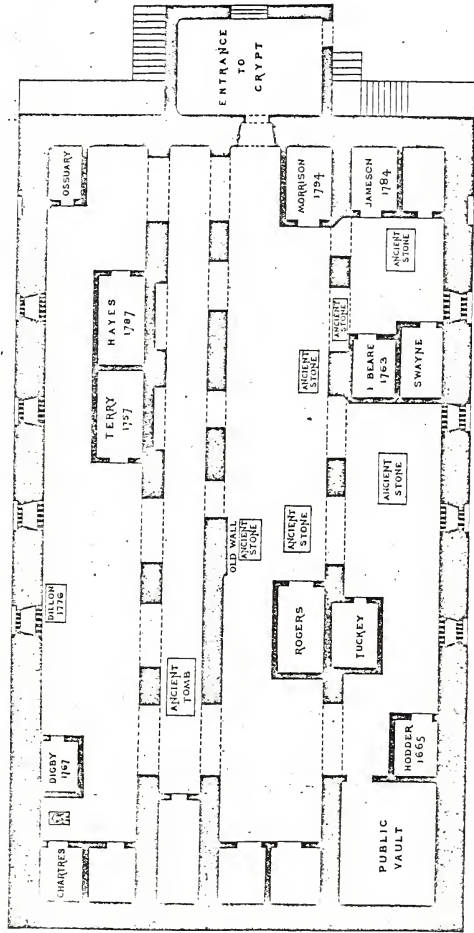 ENTRANCE
TO
CRYPT
OSSUARY
MORRISON
1794
JAMESON
1784
HAYES
1787
TERRY
1757
ANCIENT
STONE
ANCIENT
STONE
ANCIENT
STONE
I BEARE
1763
SWAYNE
ANCIENT
STONE
OLD WALL
ANCIENT
STONE
ANCIENT
STONE
DILLON
1776
ROGERS
TUCKEY
ANCIENT
TOMB
DIGBY
1767
HODDER
1665
CHARTRES
PUBLIC
VAULT